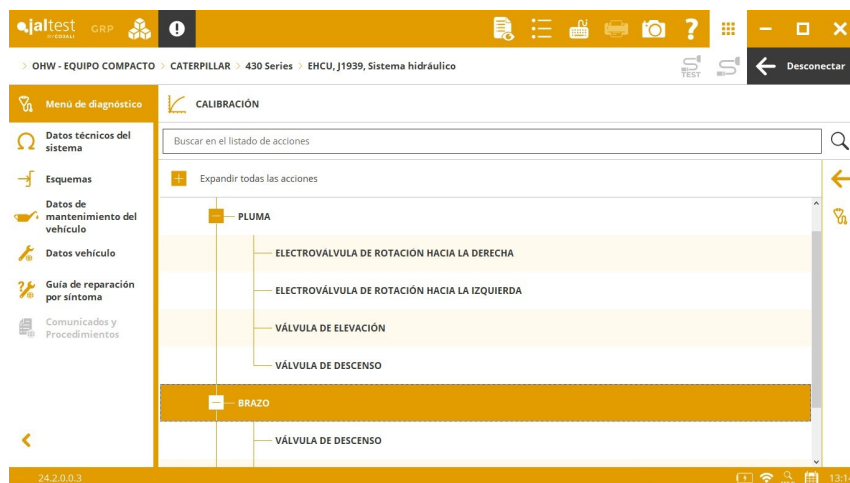 jaltest GRP
BY COJALI
> OHW - EQUIPO COMPACTO > CATERPILLAR > 430 Series > EHCU, J1939, Sistema hidráulico
TEST
Desconectar
Menú de diagnóstico
CALIBRACIÓN
Datos técnicos del
sistema
Buscar en el listado de acciones
Esquemas
Expandir todas las acciones
Datos de
mantenimiento del
vehículo
PLUMA
Datos vehículo
ELECTROVÁLVULA DE ROTACIÓN HACIA LA DERECHA
Guía de reparación
por síntoma
ELECTROVÁLVULA DE ROTACIÓN HACIA LA IZQUIERDA
Comunicados y
Procedimientos
VÁLVULA DE ELEVACIÓN
VÁLVULA DE DESCENSO
BRAZO
VÁLVULA DE DESCENSO
24.2.0.0.3